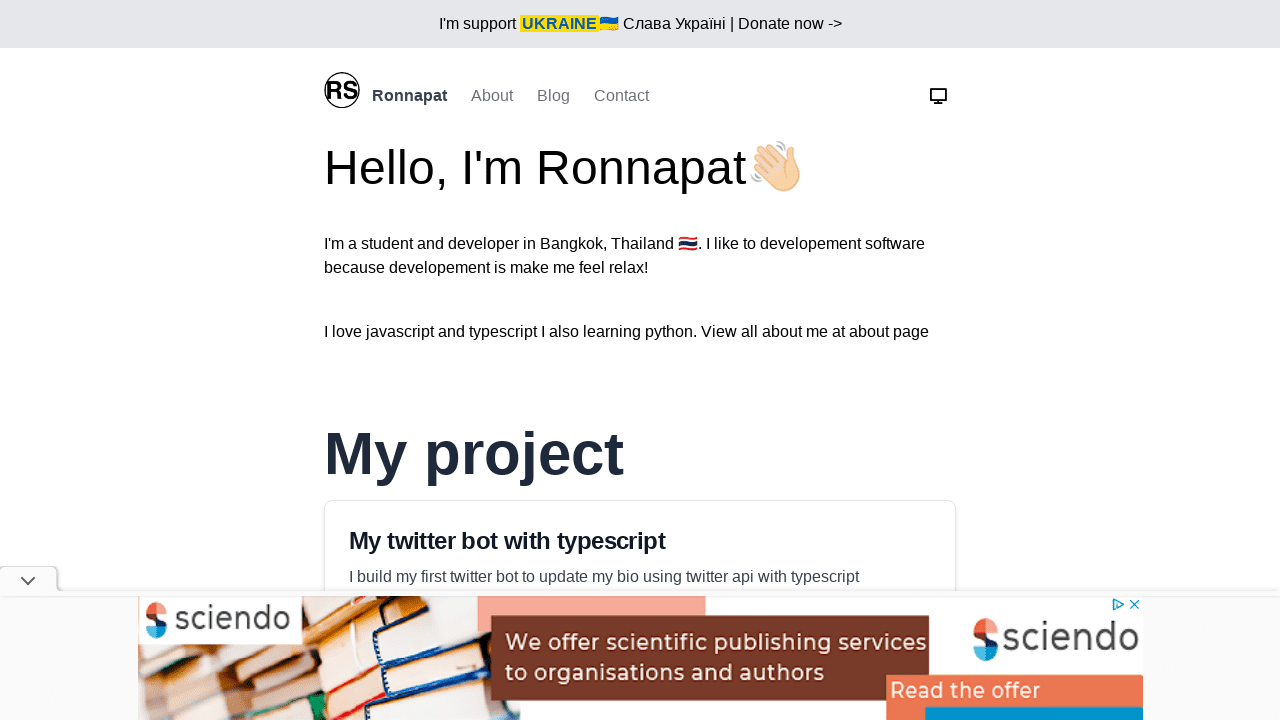 I'm support UKRAINE🇺🇦 Слава Україні | Donate now ->
RS Ronnapat About Blog Contact
Hello, I'm Ronnapat👋🏻
I'm a student and developer in Bangkok, Thailand 🇹🇭. I like to developement software
because developement is make me feel relax!
I love javascript and typescript I also learning python. View all about me at about page
My project
My twitter bot with typescript
I build my first twitter bot to update my bio using twitter api with typescript
sciendo
We offer scientific publishing services
to organisations and authors
sciendo
Read the offer